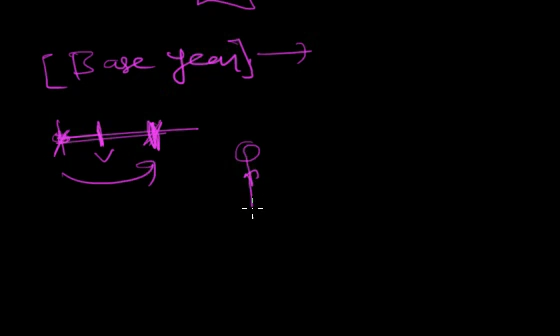 [Base year] →